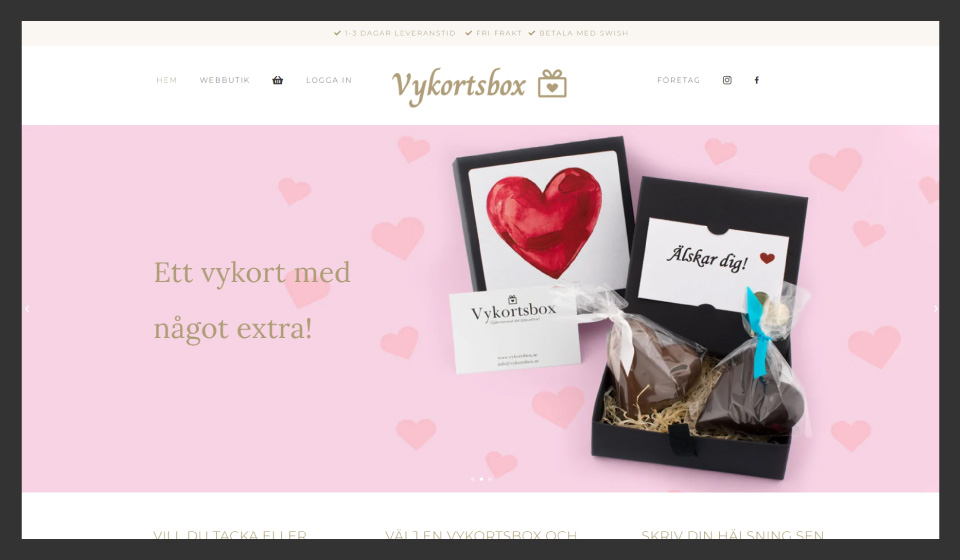 1-3 DAGAR LEVERANSTID FRI FRAKT BETALA MED SWISH
HEM WEBBUTIK LOGGA IN Vykortsbox FÖRETAG
Älskar dig!
Ett vykort med
något extra!
Vykortsbox
www.vykortsbox.se
info@vykortsbox.se
VILL DU TACKA ELLER VÄLJ EN VYKORTSBOX OCH SKRIV DIN HÄLSNING SEN